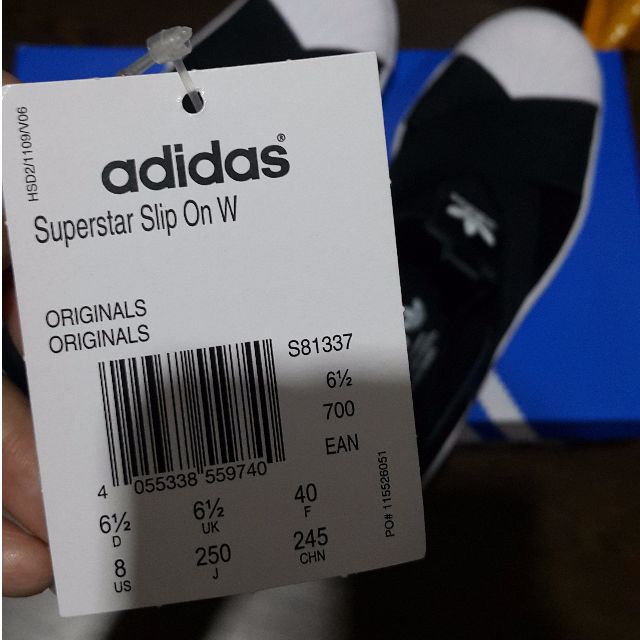 HSD2/1109/V06
adidas®
Superstar Slip On W
ORIGINALS
ORIGINALS
S81337
6½
700
EAN
4 055338 559740
PO# 115526051
6½ 6½ 40
D UK F
8 250 245
US J CHN